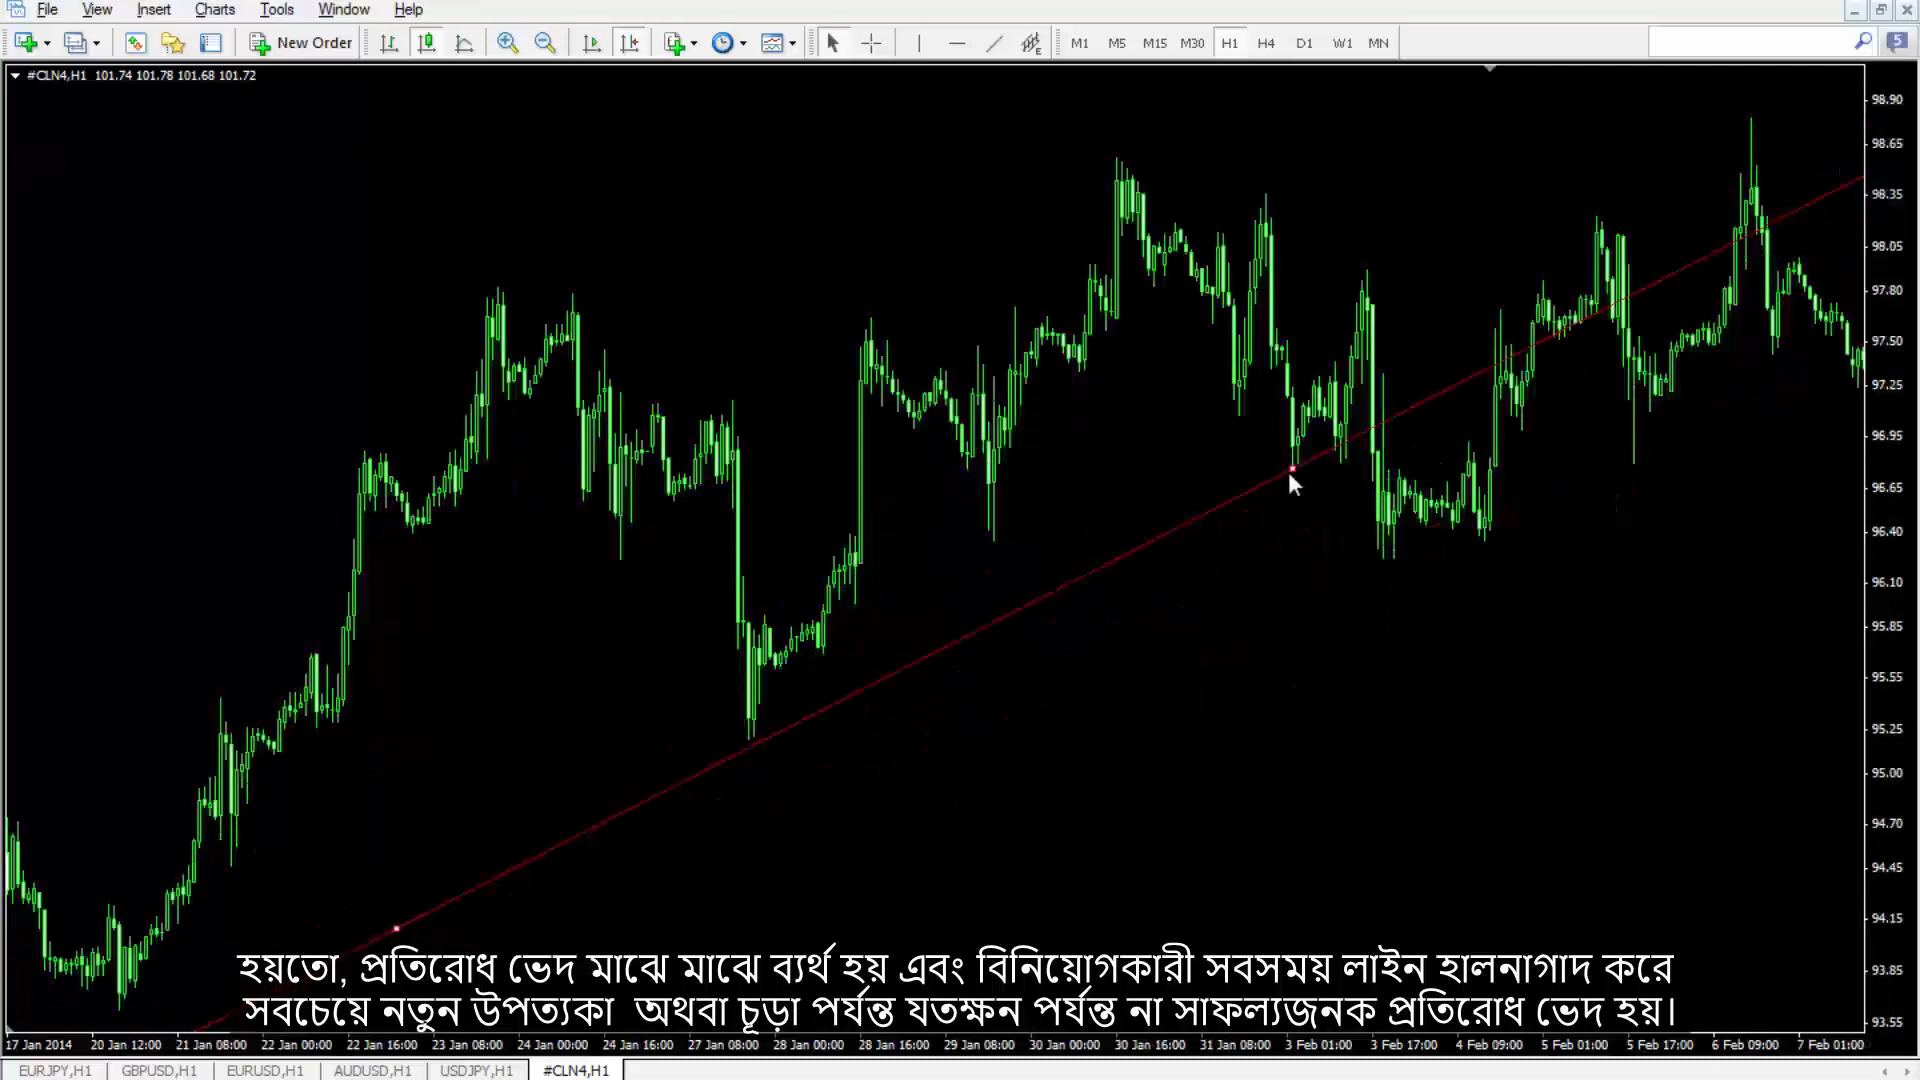 File View Insert Charts Tools Window Help
New Order M1 M5 M15 M30 H1 H4 D1 W1 MN 5
#CLN4,H1 101.74 101.78 101.68 101.72
98.90
98.65
98.35
98.05
97.80
97.50
97.25
96.95
96.65
96.40
96.10
95.85
95.55
95.25
95.00
94.70
94.45
94.15
93.85
93.55
হয়তো, প্রতিরোধ ভেদ মাঝে মাঝে ব্যর্থ হয় এবং বিনিয়োগকারী সবসময় লাইন হালনাগাদ করে
সবচেয়ে নতুন উপত্যকা অথবা চূড়া পর্যন্ত যতক্ষন পর্যন্ত না সাফল্যজনক প্রতিরোধ ভেদ হয়।
17 Jan 2014 20 Jan 12:00 21 Jan 08:00 22 Jan 00:00 22 Jan 16:00 23 Jan 08:00 24 Jan 00:00 24 Jan 16:00 27 Jan 08:00 28 Jan 00:00 28 Jan 16:00 29 Jan 08:00 30 Jan 00:00 30 Jan 16:00 31 Jan 08:00 3 Feb 01:00 3 Feb 17:00 4 Feb 09:00 5 Feb 01:00 5 Feb 17:00 6 Feb 09:00 7 Feb 01:00
EURJPY,H1 GBPUSD,H1 EURUSD,H1 AUDUSD,H1 USDJPY,H1 #CLN4,H1